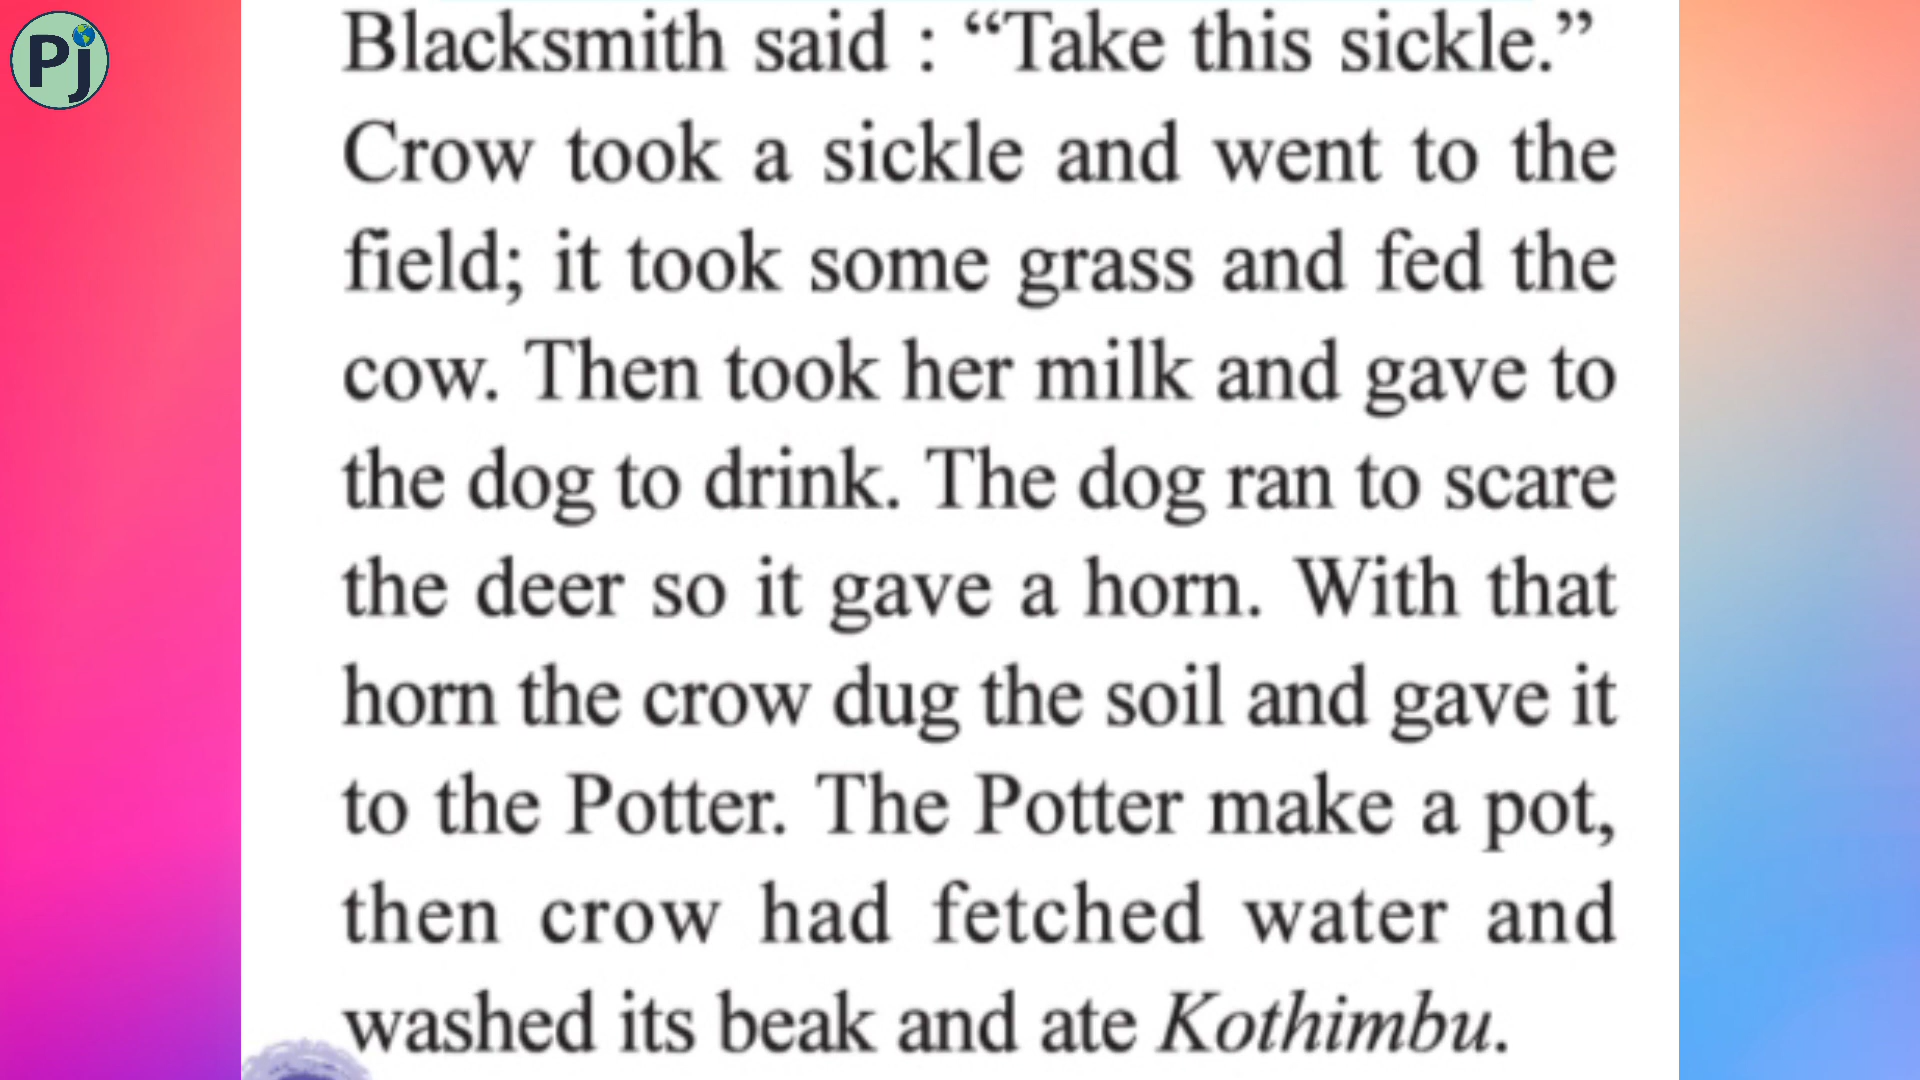 Pj
Blacksmith said : “Take this sickle.”
Crow took a sickle and went to the
field; it took some grass and fed the
cow. Then took her milk and gave to
the dog to drink. The dog ran to scare
the deer so it gave a horn. With that
horn the crow dug the soil and gave it
to the Potter. The Potter make a pot,
then crow had fetched water and
washed its beak and ate Kothimbu.